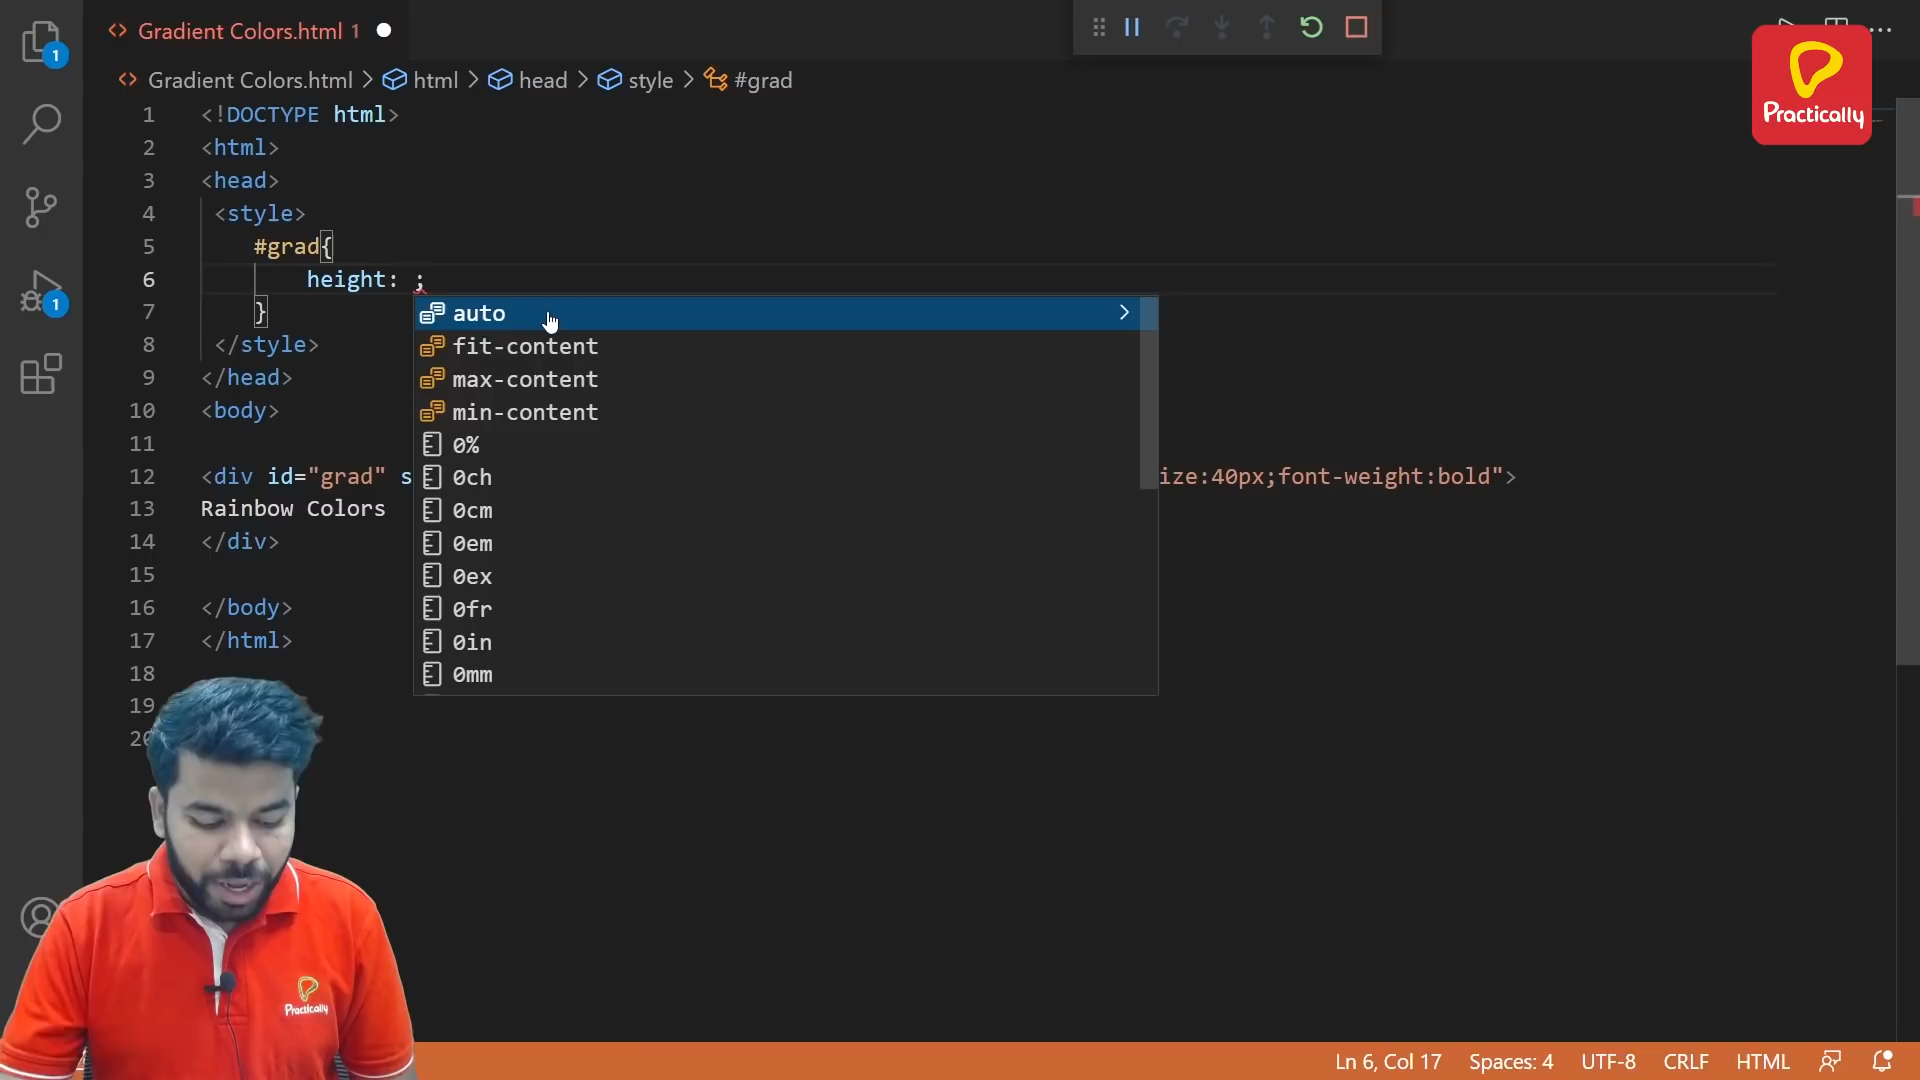 Gradient Colors.html 1
Practically
Gradient Colors.html > html > head > style > #grad
1 <!DOCTYPE html>
2 <html>
3 <head>
4 <style>
5 #grad{
6 height: ;
7 }
8 </style>
9 </head>
10 <body>
11
12 <div id="grad" s ize:40px;font-weight:bold">
13 Rainbow Colors
14 </div>
15
16 </body>
17 </html>
18
19
20
auto
fit-content
max-content
min-content
0%
0ch
0cm
0em
0ex
0fr
0in
0mm
1
1
Practically
Ln 6, Col 17 Spaces: 4 UTF-8 CRLF HTML